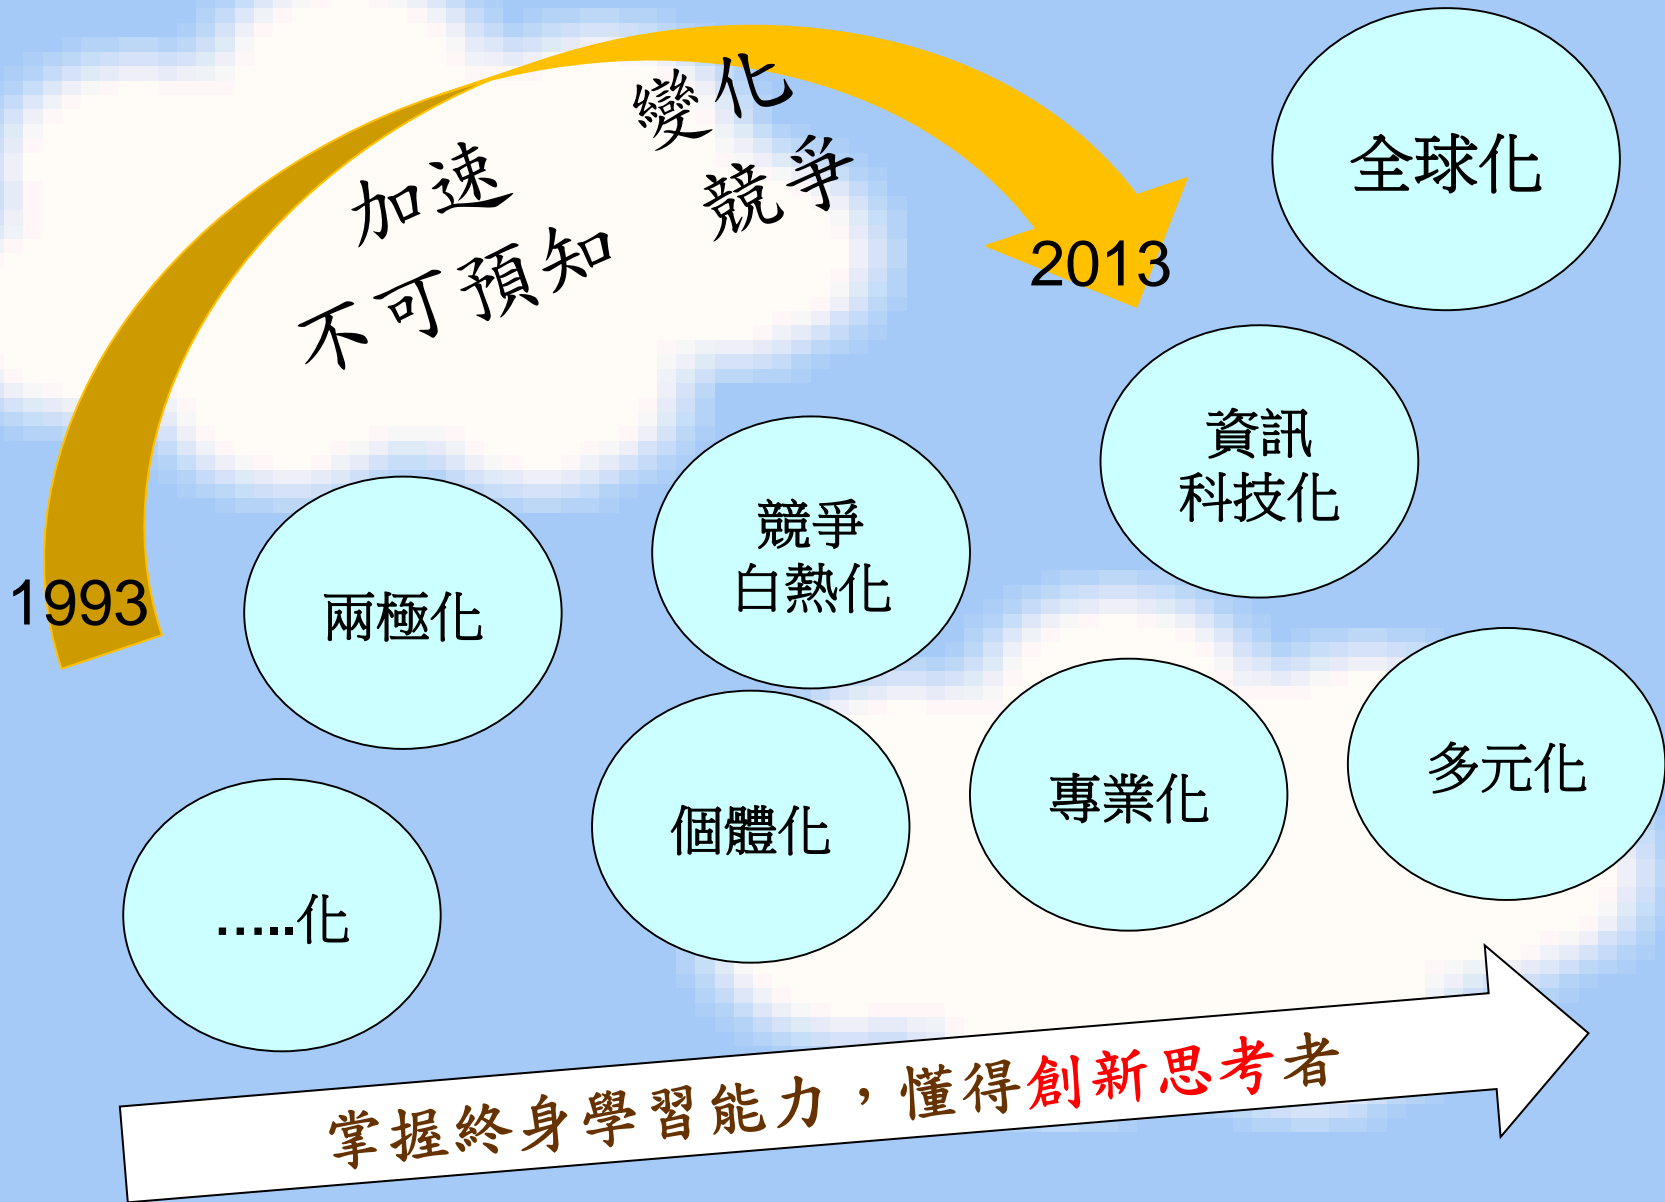 加速 變化
不可預知 競爭
1993
2013
全球化
資訊
科技化
競爭
白熱化
兩極化
多元化
專業化
個體化
.....化
掌握終身學習能力，懂得創新思考者